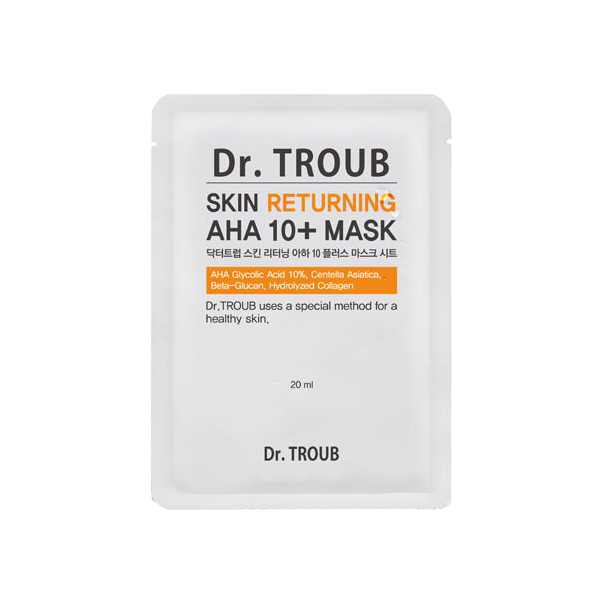 Dr. TROUB
SKIN RETURNING
AHA 10+ MASK
닥터트럽 스킨 리터닝 아하 10 플러스 마스크 시트
AHA Glycolic Acid 10%, Centella Asiatica,
Beta-Glucan, Hydrolyzed Collagen
Dr.TROUB uses a special method for a
healthy skin.
20 ml
Dr. TROUB